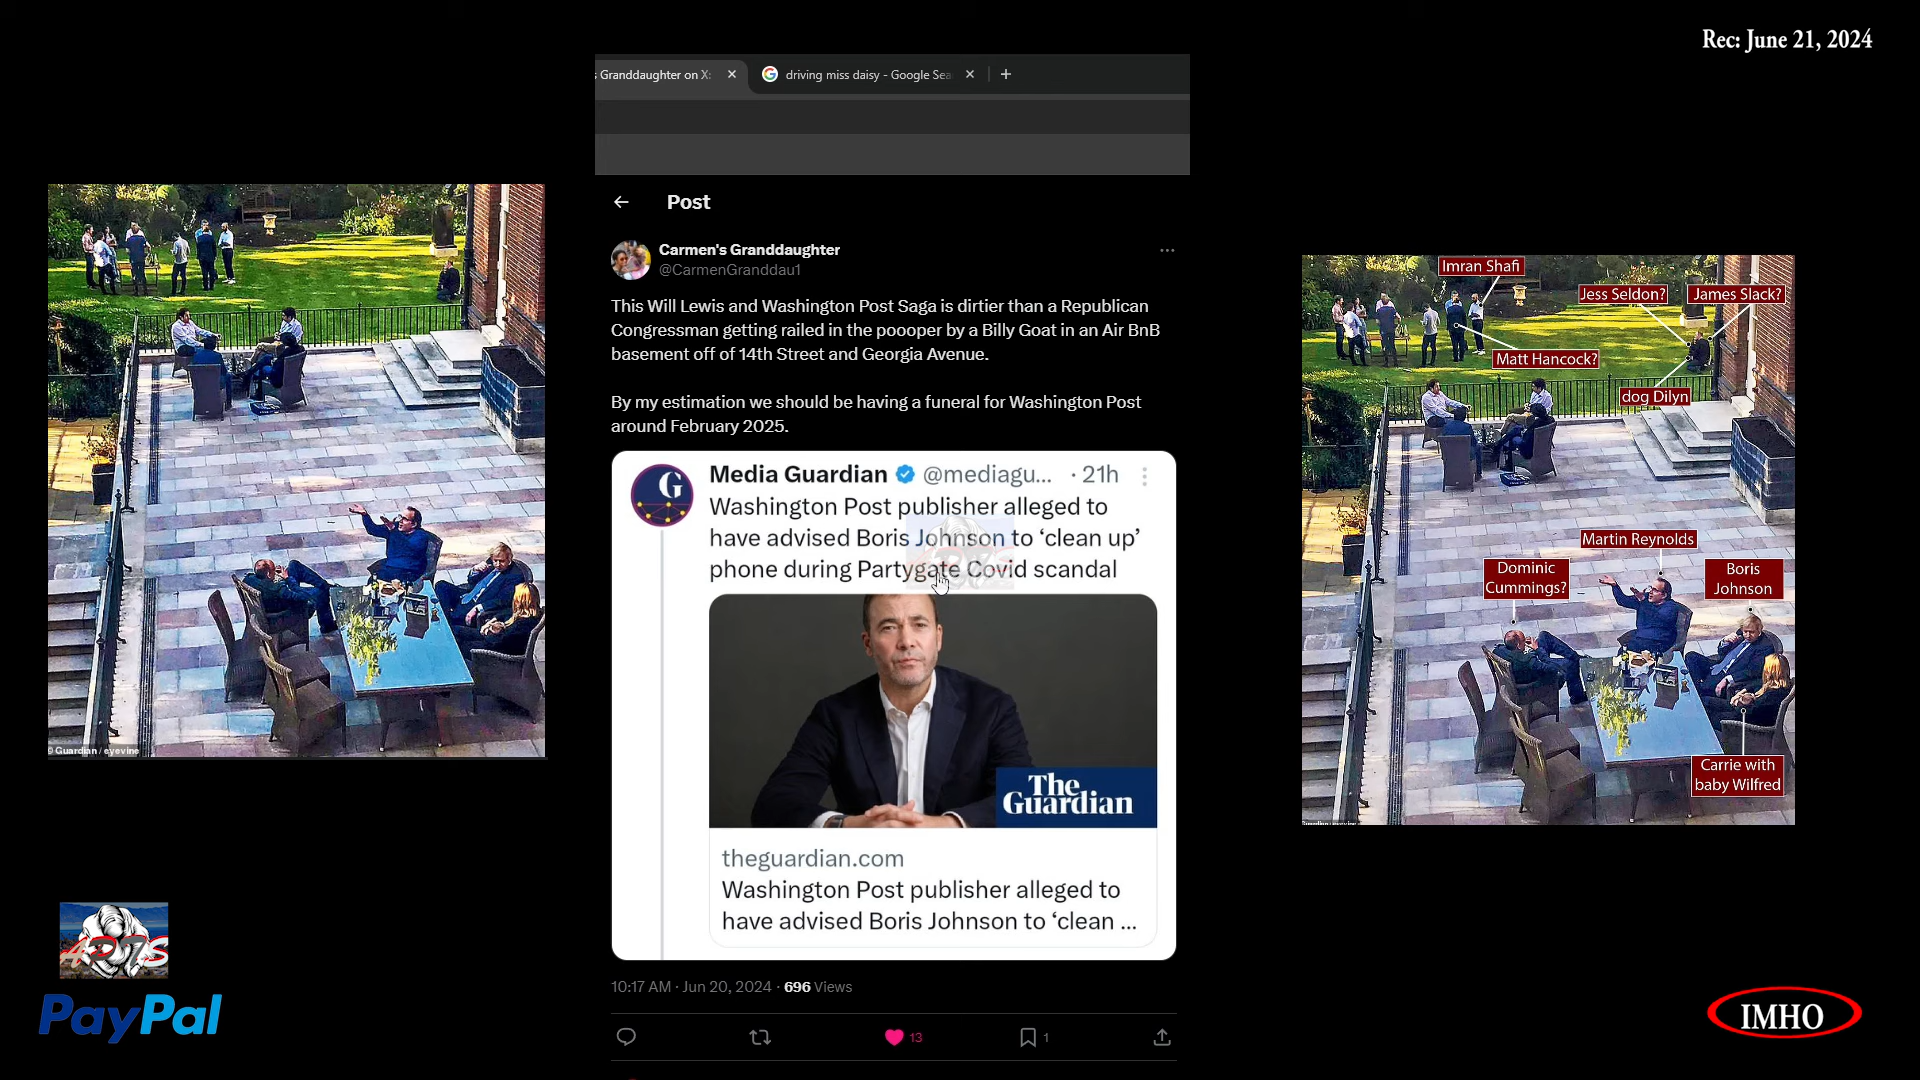 Rec: June 21, 2024
Granddaughter on X:
driving miss daisy - Google Sea
Post
Carmen's Granddaughter
@CarmenGranddau1
This Will Lewis and Washington Post Saga is dirtier than a Republican
Congressman getting railed in the poooper by a Billy Goat in an Air BnB
basement off of 14th Street and Georgia Avenue.
By my estimation we should be having a funeral for Washington Post
around February 2025.
G
Media Guardian @mediagu... · 21h
Washington Post publisher alleged to
have advised Boris Johnson to ‘clean up’
phone during Partygate Covid scandal
The
Guardian
theguardian.com
Washington Post publisher alleged to
have advised Boris Johnson to ‘clean ...
10:17 AM · Jun 20, 2024 · 696 Views
13
1
© Guardian / eyevine
Imran Shafi
Jess Seldon?
James Slack?
Matt Hancock?
dog Dilyn
Martin Reynolds
Dominic
Cummings?
Boris
Johnson
Carrie with
baby Wilfred
PayPal
IMHO